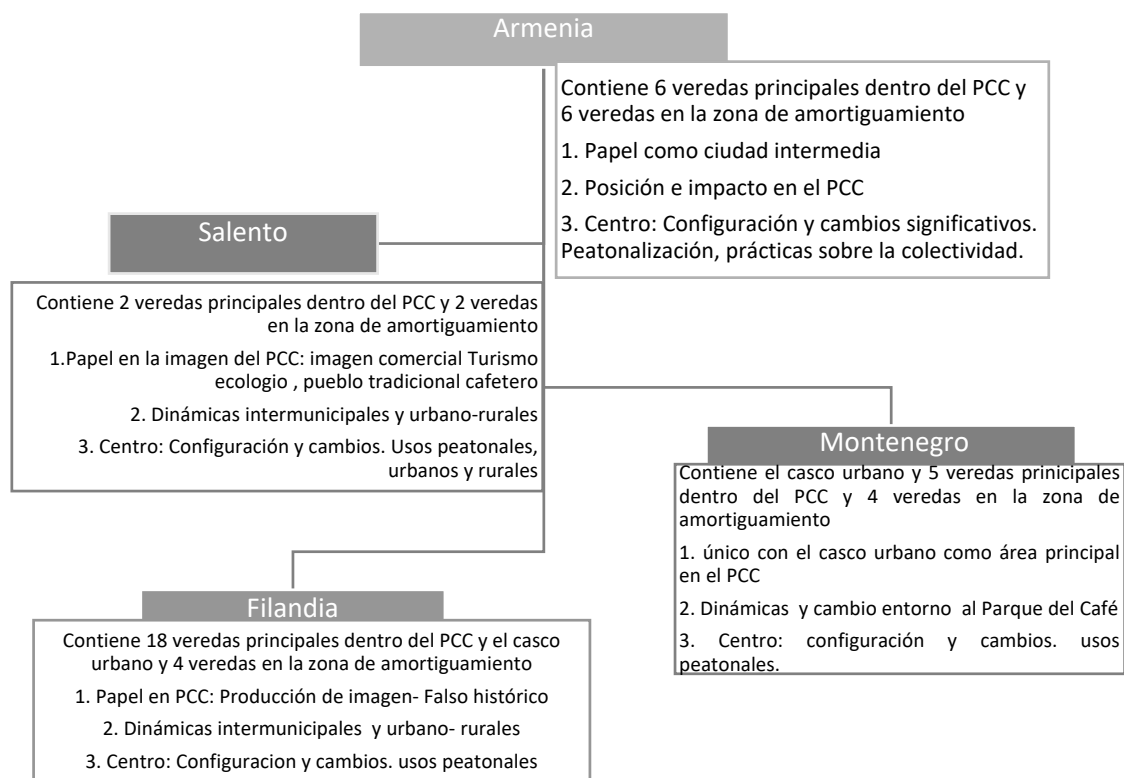 Armenia
Contiene 6 veredas principales dentro del PCC y
6 veredas en la zona de amortiguamiento
1. Papel como ciudad intermedia
2. Posición e impacto en el PCC
3. Centro: Configuración y cambios significativos.
Peatonalización, prácticas sobre la colectividad.
Salento
Contiene 2 veredas principales dentro del PCC y 2 veredas
en la zona de amortiguamiento
1.Papel en la imagen del PCC: imagen comercial Turismo
ecologio , pueblo tradicional cafetero
2. Dinámicas intermunicipales y urbano-rurales
3. Centro: Configuración y cambios. Usos peatonales,
urbanos y rurales
Montenegro
Contiene el casco urbano y 5 veredas prinicipales
dentro del PCC y 4 veredas en la zona de
amortiguamiento
1. único con el casco urbano como área principal
en el PCC
2. Dinámicas y cambio entorno al Parque del Café
3. Centro: configuración y cambios. usos
peatonales.
Filandia
Contiene 18 veredas principales dentro del PCC y el casco
urbano y 4 veredas en la zona de amortiguamiento
1. Papel en PCC: Producción de imagen- Falso histórico
2. Dinámicas intermunicipales y urbano- rurales
3. Centro: Configuracion y cambios. usos peatonales